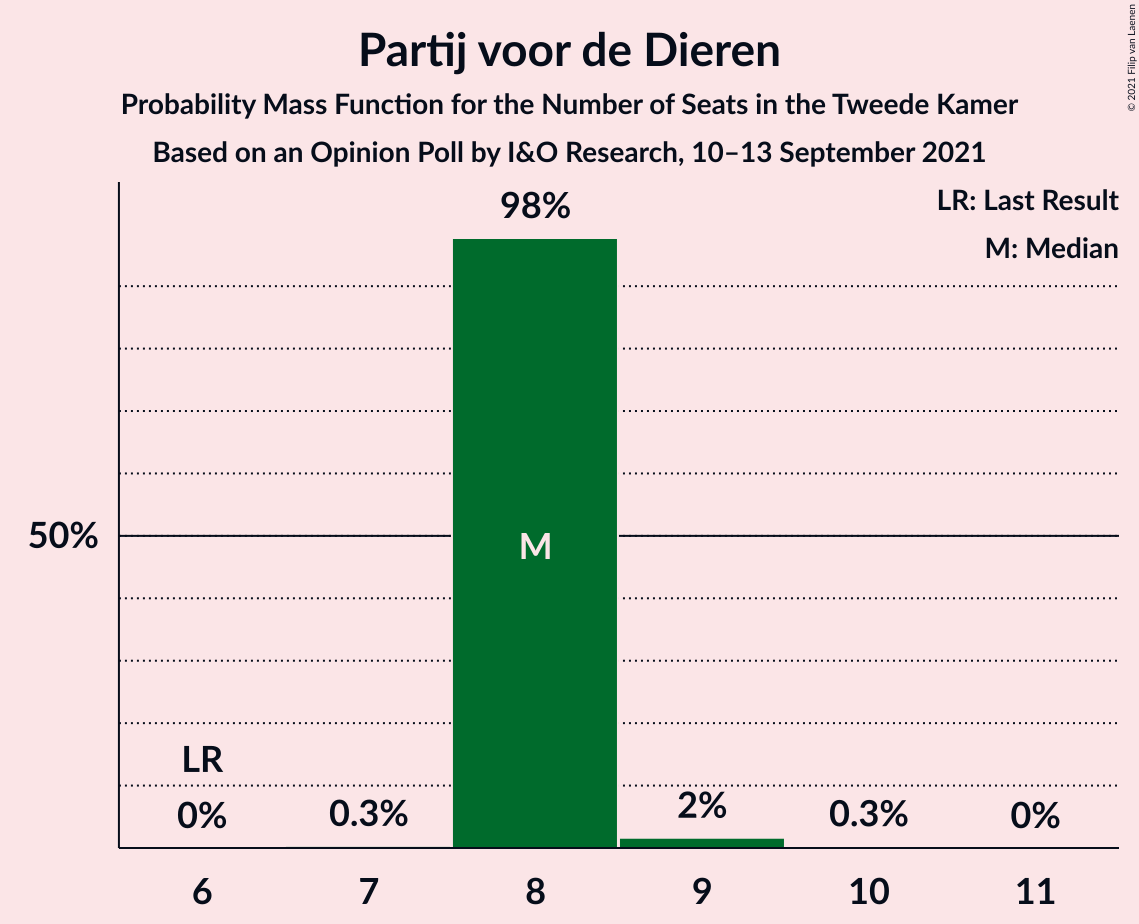 Partij voor de Dieren
Probability Mass Function for the Number of Seats in the Tweede Kamer
Based on an Opinion Poll by I&O Research, 10–13 September 2021
© 2021 Filip van Laenen
LR: Last Result
M: Median
98%
50%
M
LR
0%
0.3%
2%
0.3%
0%
6
7
8
9
10
11